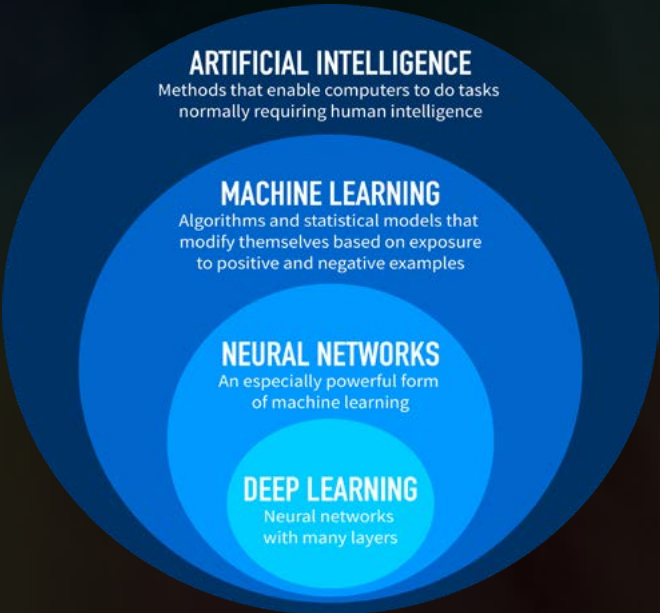 ARTIFICIAL INTELLIGENCE
Methods that enable computers to do tasks
normally requiring human intelligence
MACHINE LEARNING
Algorithms and statistical models that
modify themselves based on exposure
to positive and negative examples
NEURAL NETWORKS
An especially powerful form
of machine learning
DEEP LEARNING
Neural networks
with many layers